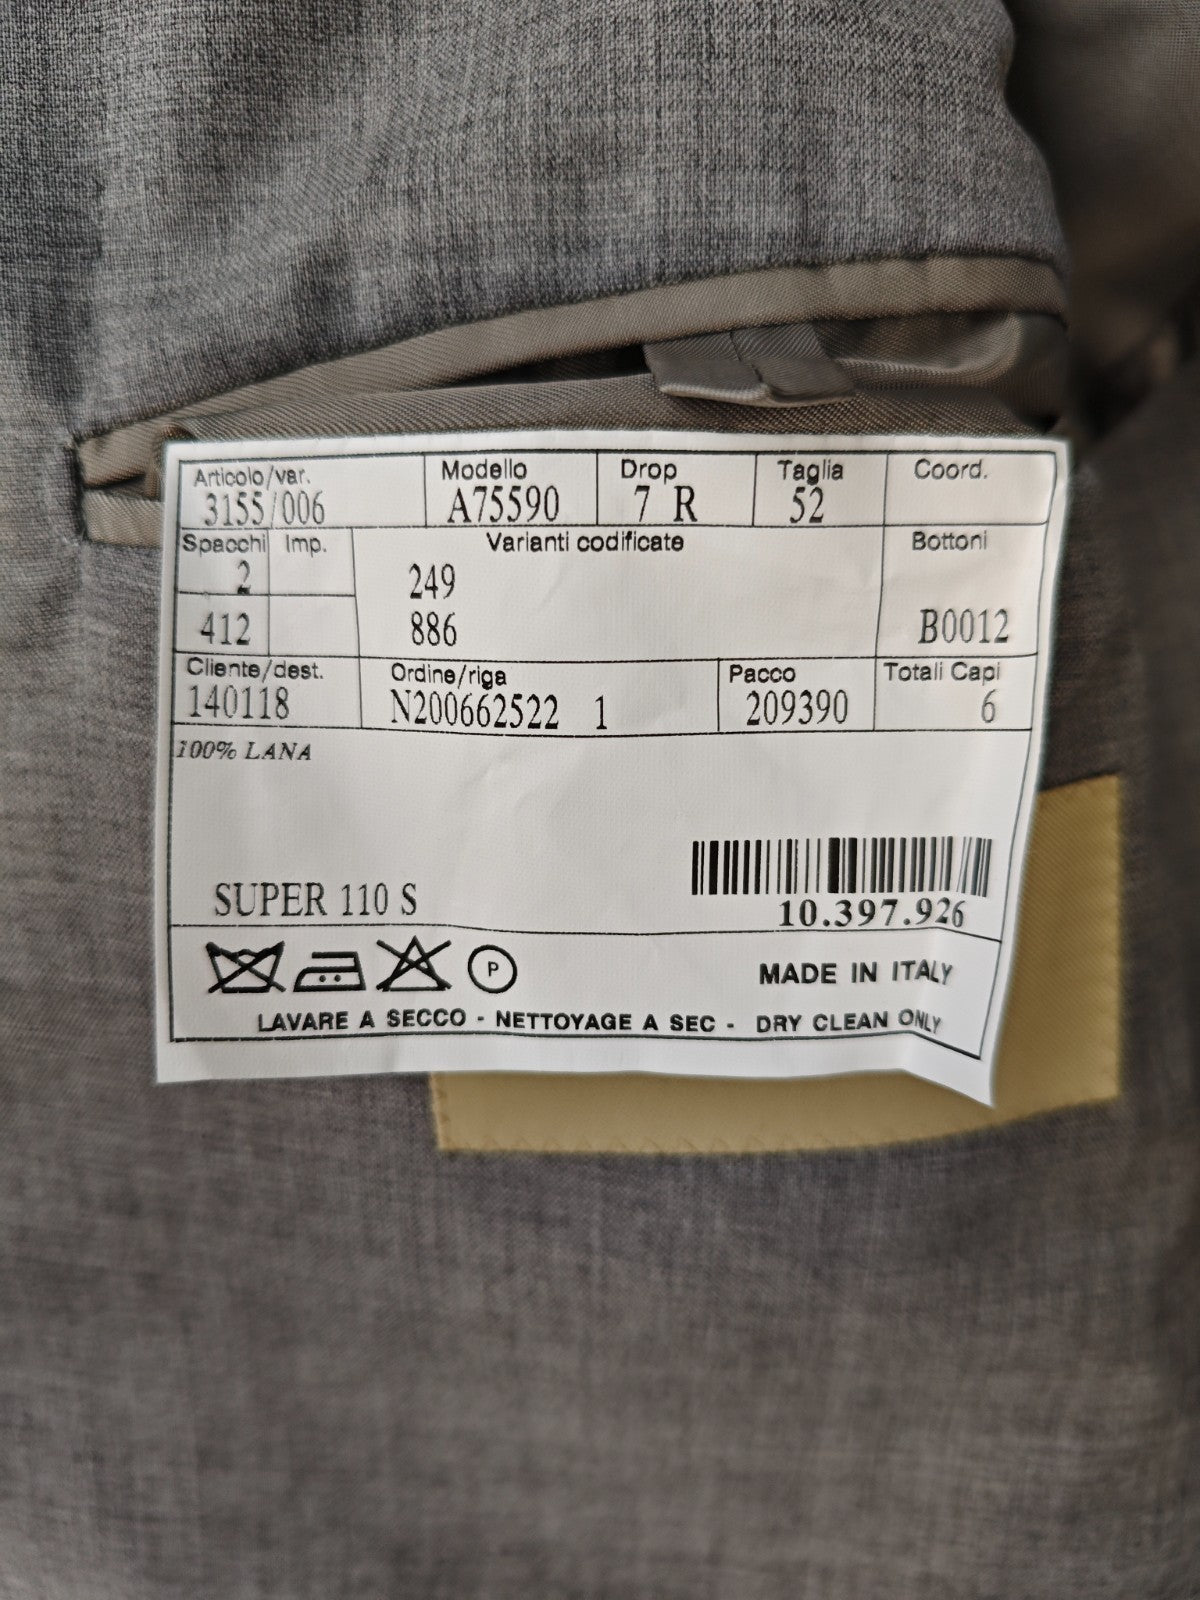 Articolo/var. Modello Drop Taglia Coord.
3155/006 A75590 7 R 52
Spacchi Imp. Varianti codificate Bottoni
2 249
412 886 B0012
Cliente/dest. Ordine/riga Pacco Totali Capi
140118 N200662522 1 209390 6
100% LANA
SUPER 110 S
10.397.926
P
MADE IN ITALY
LAVARE A SECCO - NETTOYAGE A SEC - DRY CLEAN ONLY